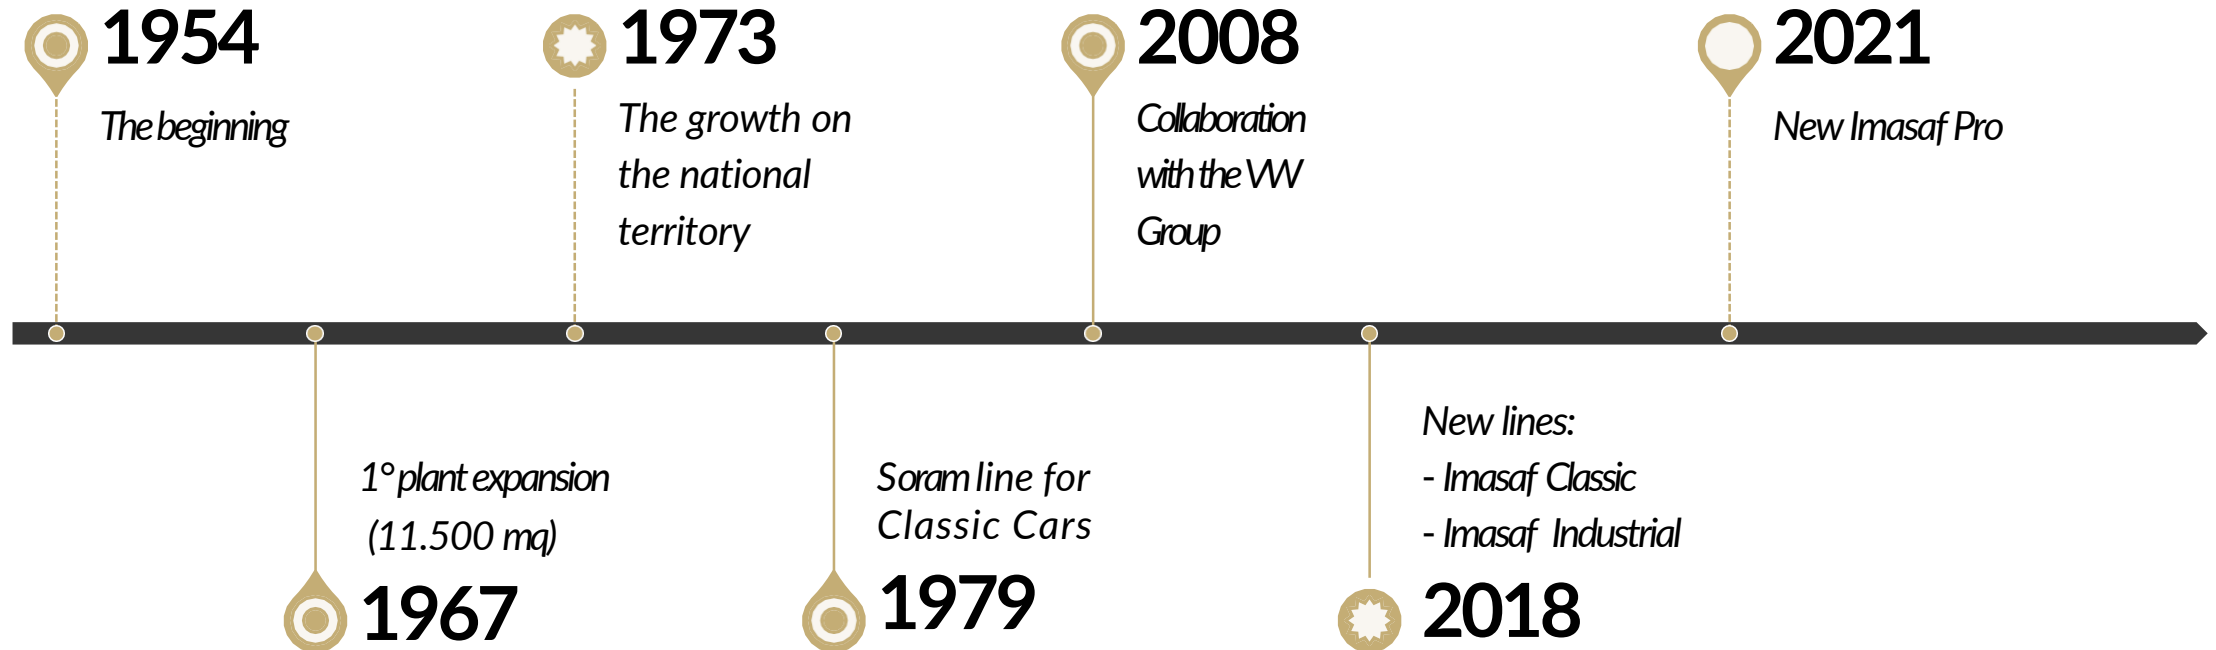 1954
The beginning
1973
The growth on
the national
territory
2008
Collaboration
with the VW
Group
2021
New Imasaf Pro
1° plant expansion
(11.500 mq)
1967
Soram line for
Classic Cars
1979
New lines:
- Imasaf Classic
- Imasaf Industrial
2018